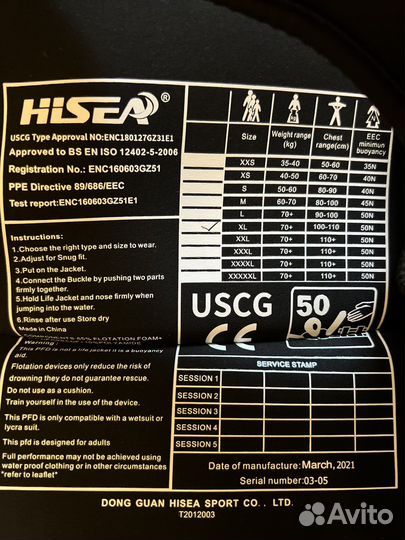 HISEA®
USCG Type Approval NO:ENC180127GZ31E1
Approved to BS EN ISO 12402-5-2006
Registration No.: ENC160603GZ51
PPE Directive 89/686/EEC
Test report:ENC160603GZ51E1
Instructions:
1.Choose the right type and size to wear.
2.Adjust for Snug fit.
3.Put on the Jacket.
4.Connect the Buckle by pushing two parts
firmly together.
5.Hold Life Jacket and nose firmly when
jumping into the water.
6.Rinse after use Store dry
Made in China
Size Weight range (kg) Chest range(cm) EEC minimun buoyancy
XXS 35-40 50-60 35N
XS 40-50 60-70 40N
S 50-60 80-90 40N
M 60-70 80-100 45N
L 70+ 90-100 50N
XL 70+ 100-110 50N
XXL 70+ 110+ 50N
XXXL 70+ 110+ 50N
XXXXL 70+ 110+ 50N
XXXXXL 70+ 110+ 50N
USCG
CE
50
COMPONENTS 65% FLOTATION FOAM
Warning :
This PFD is not a life jacket it is a buoyancy
aid.
Flotation devices only reduce the risk of
drowning they do not guarantee rescue.
Do not use as a cushion.
Train yourself in the use of the device.
This PFD is only compatible with a wetsuit or
lycra suit.
This pfd is designed for adults
Full performance may not be achieved using
water proof clothing or in other circumstances
*refer to leaflet*
SERVICE STAMP
SESSION 1
SESSION 2
SESSION 3
SESSION 4
SESSION 5
Date of manufacture: March, 2021
Serial number:03-05
DONG GUAN HISEA SPORT CO., LTD.
T2012003
Avito